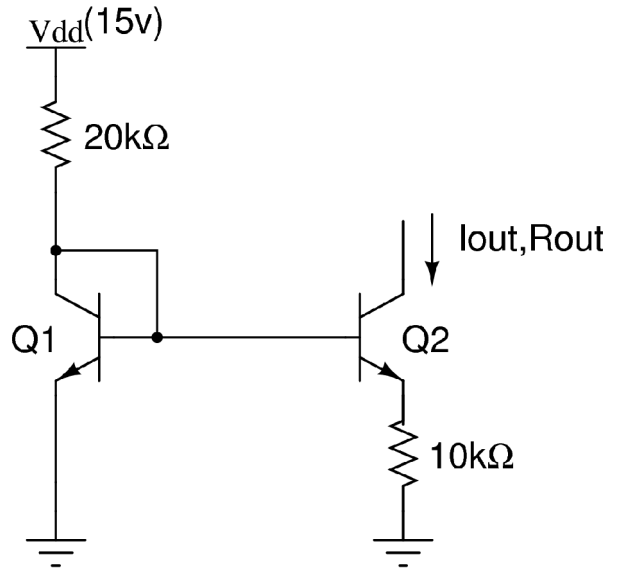 Vdd(15v)
20kΩ
Iout,Rout
Q1
Q2
10kΩ